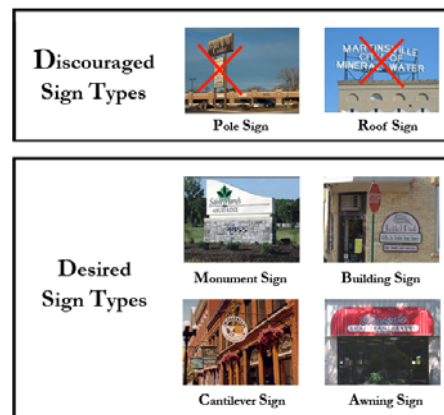 Discouraged
Sign Types
MARTINSVILLE
CITY OF
MINERAL WATER
Pole Sign
Roof Sign
Desired
Sign Types
Monument Sign
Building Sign
Cantilever Sign
Awning Sign